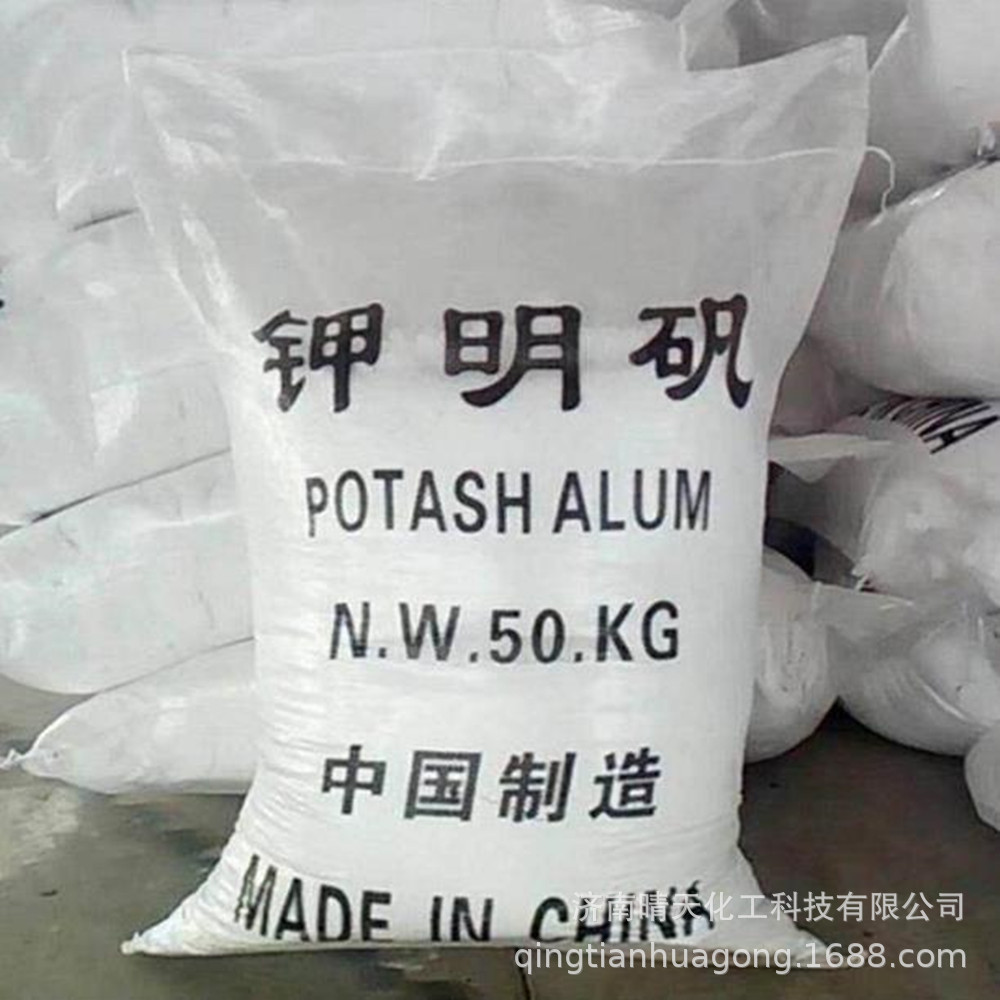 钾明矾
POTASH ALUM
N.W.50.KG
中国制造
MADE IN CHINA
济南晴天化工科技有限公司
qingtianhuagong.1688.com